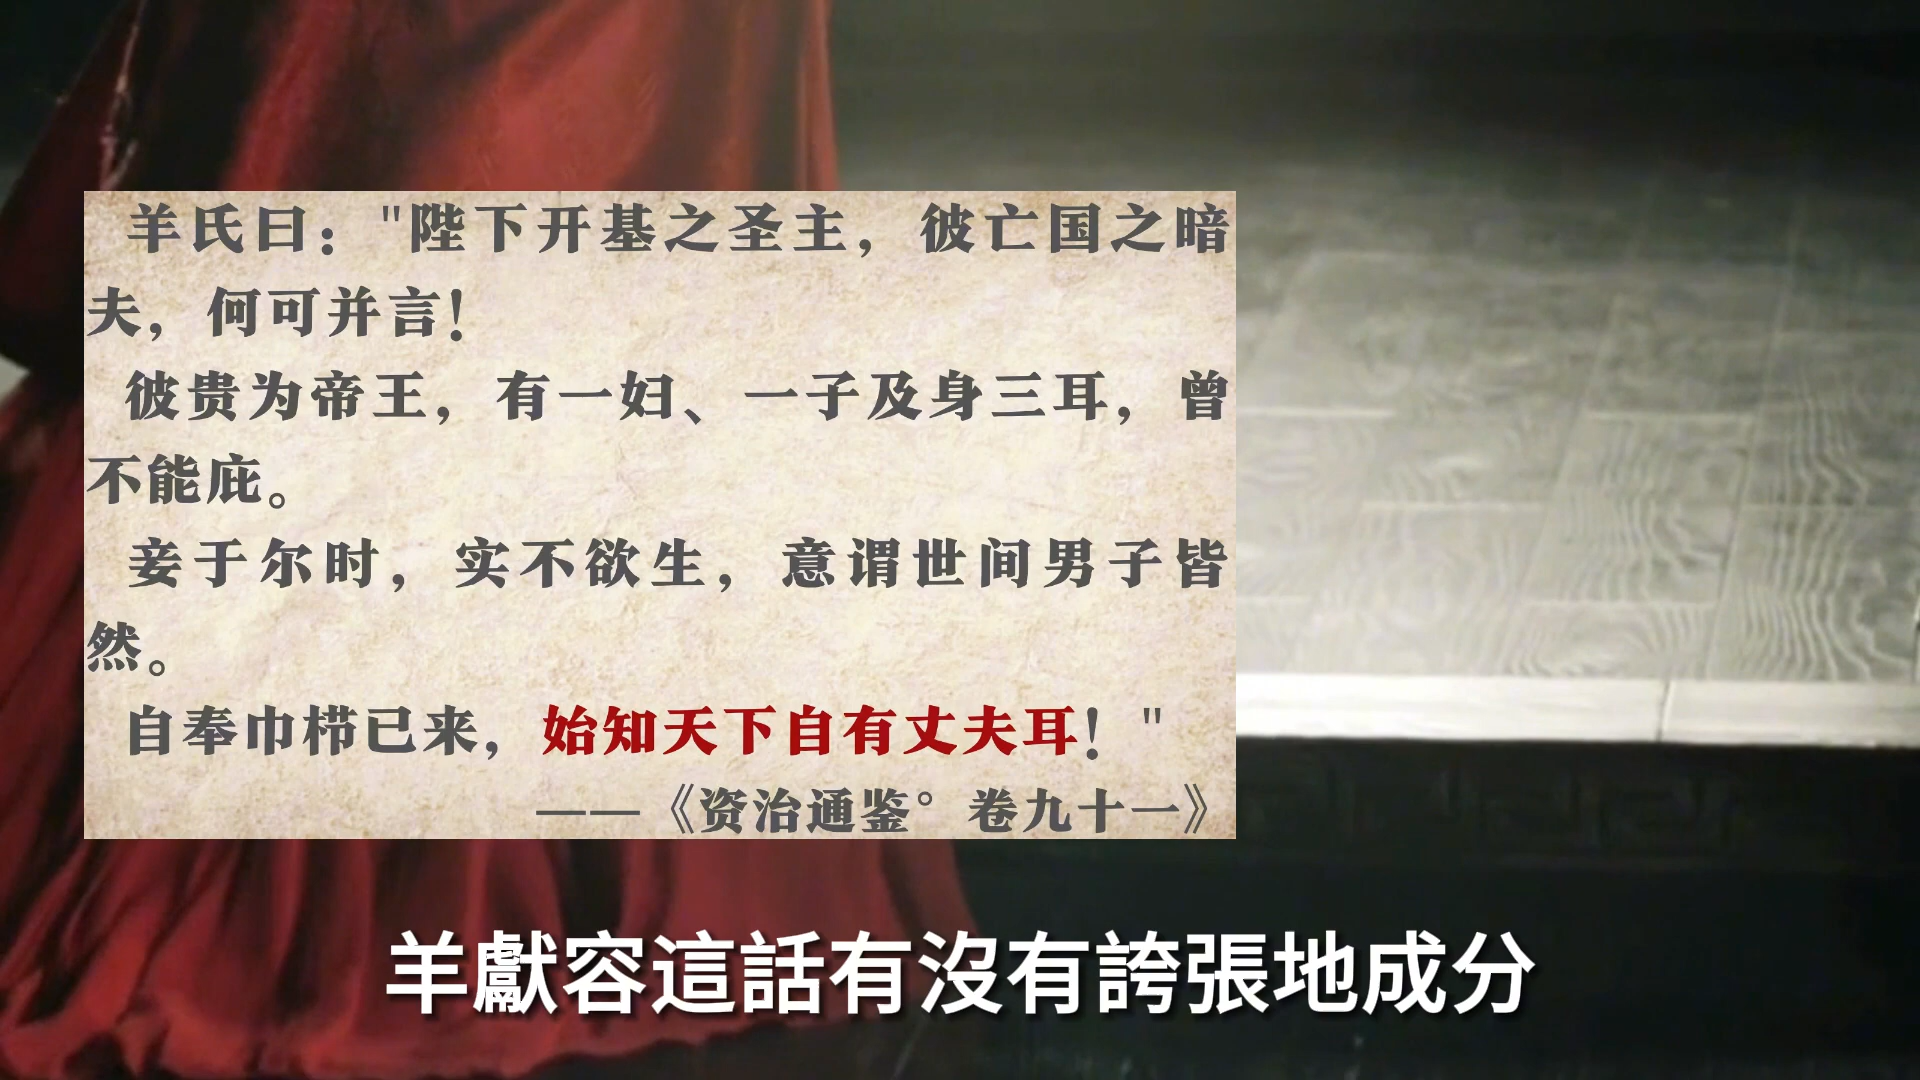 羊氏曰："陛下开基之圣主，彼亡国之暗
夫，何可并言！
彼贵为帝王，有一妇、一子及身三耳，曾
不能庇。
妾于尔时，实不欲生，意谓世间男子皆
然。
自奉巾栉已来，始知天下自有丈夫耳！"
——《资治通鉴°卷九十一》
羊獻容這話有沒有誇張地成分